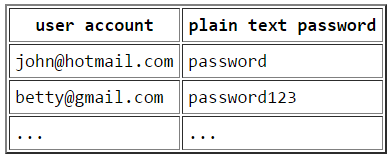 user account plain text password
john@hotmail.com password
betty@gmail.com password123
... ...